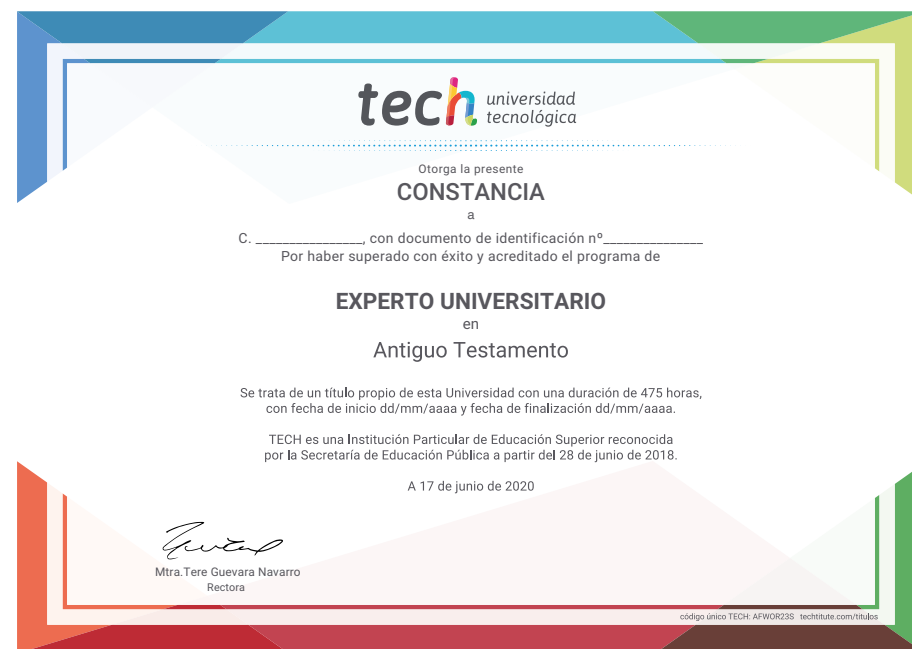 tech universidad
tecnológica
Otorga la presente
CONSTANCIA
a
C. ________________, con documento de identificación nº_______________
Por haber superado con éxito y acreditado el programa de
EXPERTO UNIVERSITARIO
en
Antiguo Testamento
Se trata de un título propio de esta Universidad con una duración de 475 horas,
con fecha de inicio dd/mm/aaaa y fecha de finalización dd/mm/aaaa.
TECH es una Institución Particular de Educación Superior reconocida
por la Secretaría de Educación Pública a partir del 28 de junio de 2018.
A 17 de junio de 2020
Mtra.Tere Guevara Navarro
Rectora
código único TECH: AFWOR23S techtitute.com/titulos